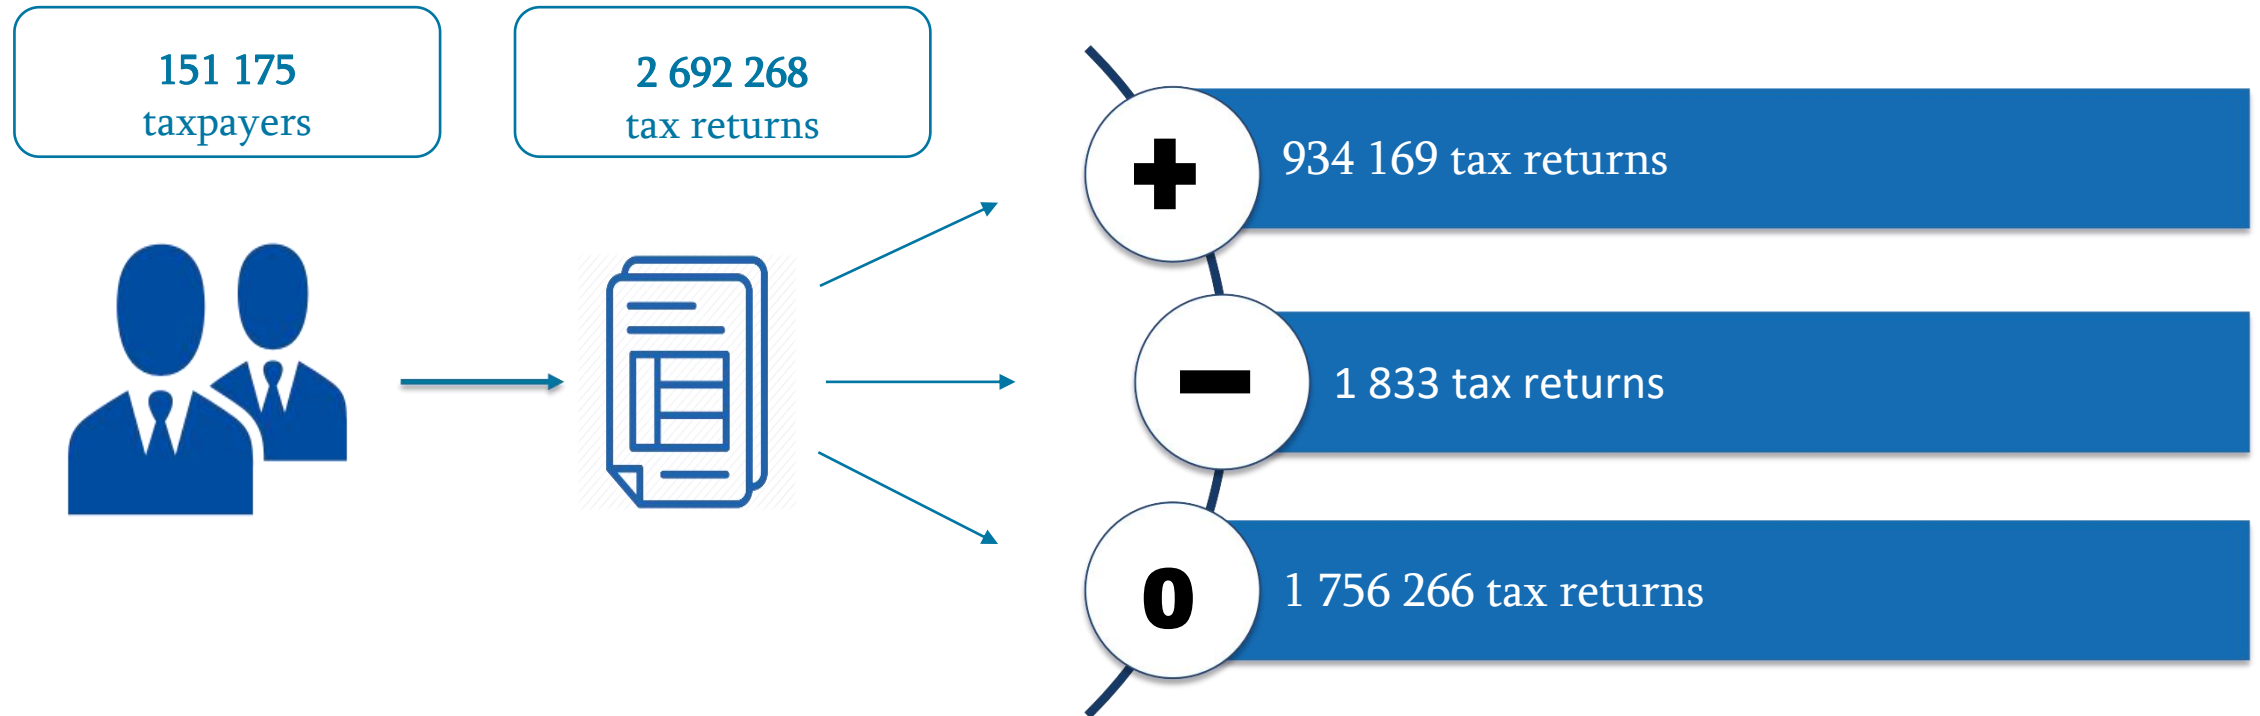 151 175
taxpayers
2 692 268
tax returns
+
934 169 tax returns
−
1 833 tax returns
0
1 756 266 tax returns